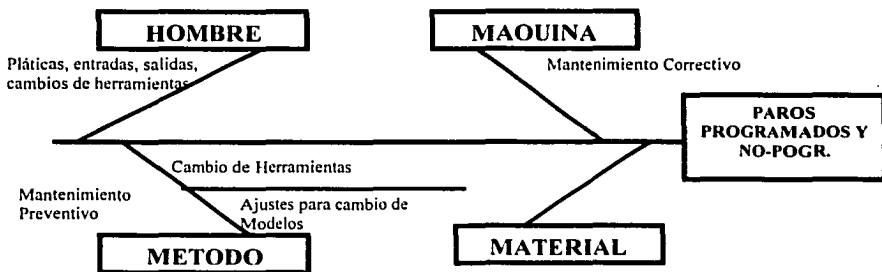 HOMBRE
MAQUINA
Pláticas, entradas, salidas,
cambios de herramientas
Mantenimiento Correctivo
PAROS
PROGRAMADOS Y
NO-POGR.
Cambio de Herramientas
Mantenimiento
Preventivo
Ajustes para cambio de
Modelos
METODO
MATERIAL